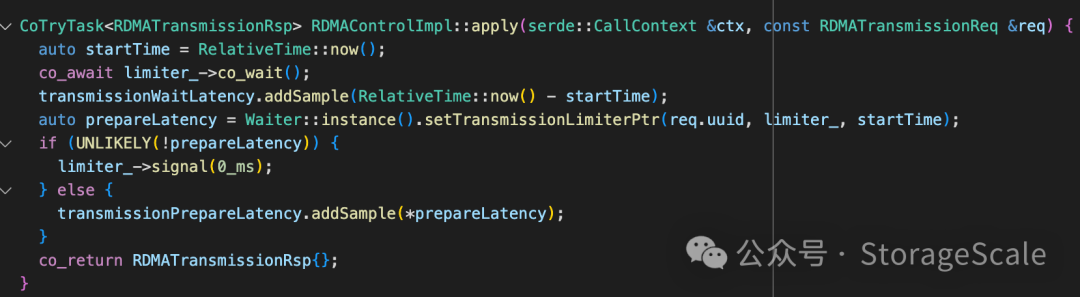 CoTryTask<RDMATransmissionRsp> RDMAControlImpl::apply(serde::CallContext &ctx, const RDMATransmissionReq &req) {
  auto startTime = RelativeTime::now();
  co_await limiter_->co_wait();
  transmissionWaitLatency.addSample(RelativeTime::now() - startTime);
  auto prepareLatency = Waiter::instance().setTransmissionLimiterPtr(req.uuid, limiter_, startTime);
  if (UNLIKELY(!prepareLatency)) {
    limiter_->signal(0_ms);
  } else {
    transmissionPrepareLatency.addSample(*prepareLatency);
  }
  co_return RDMATransmissionRsp{};
}
公众号 · StorageScale